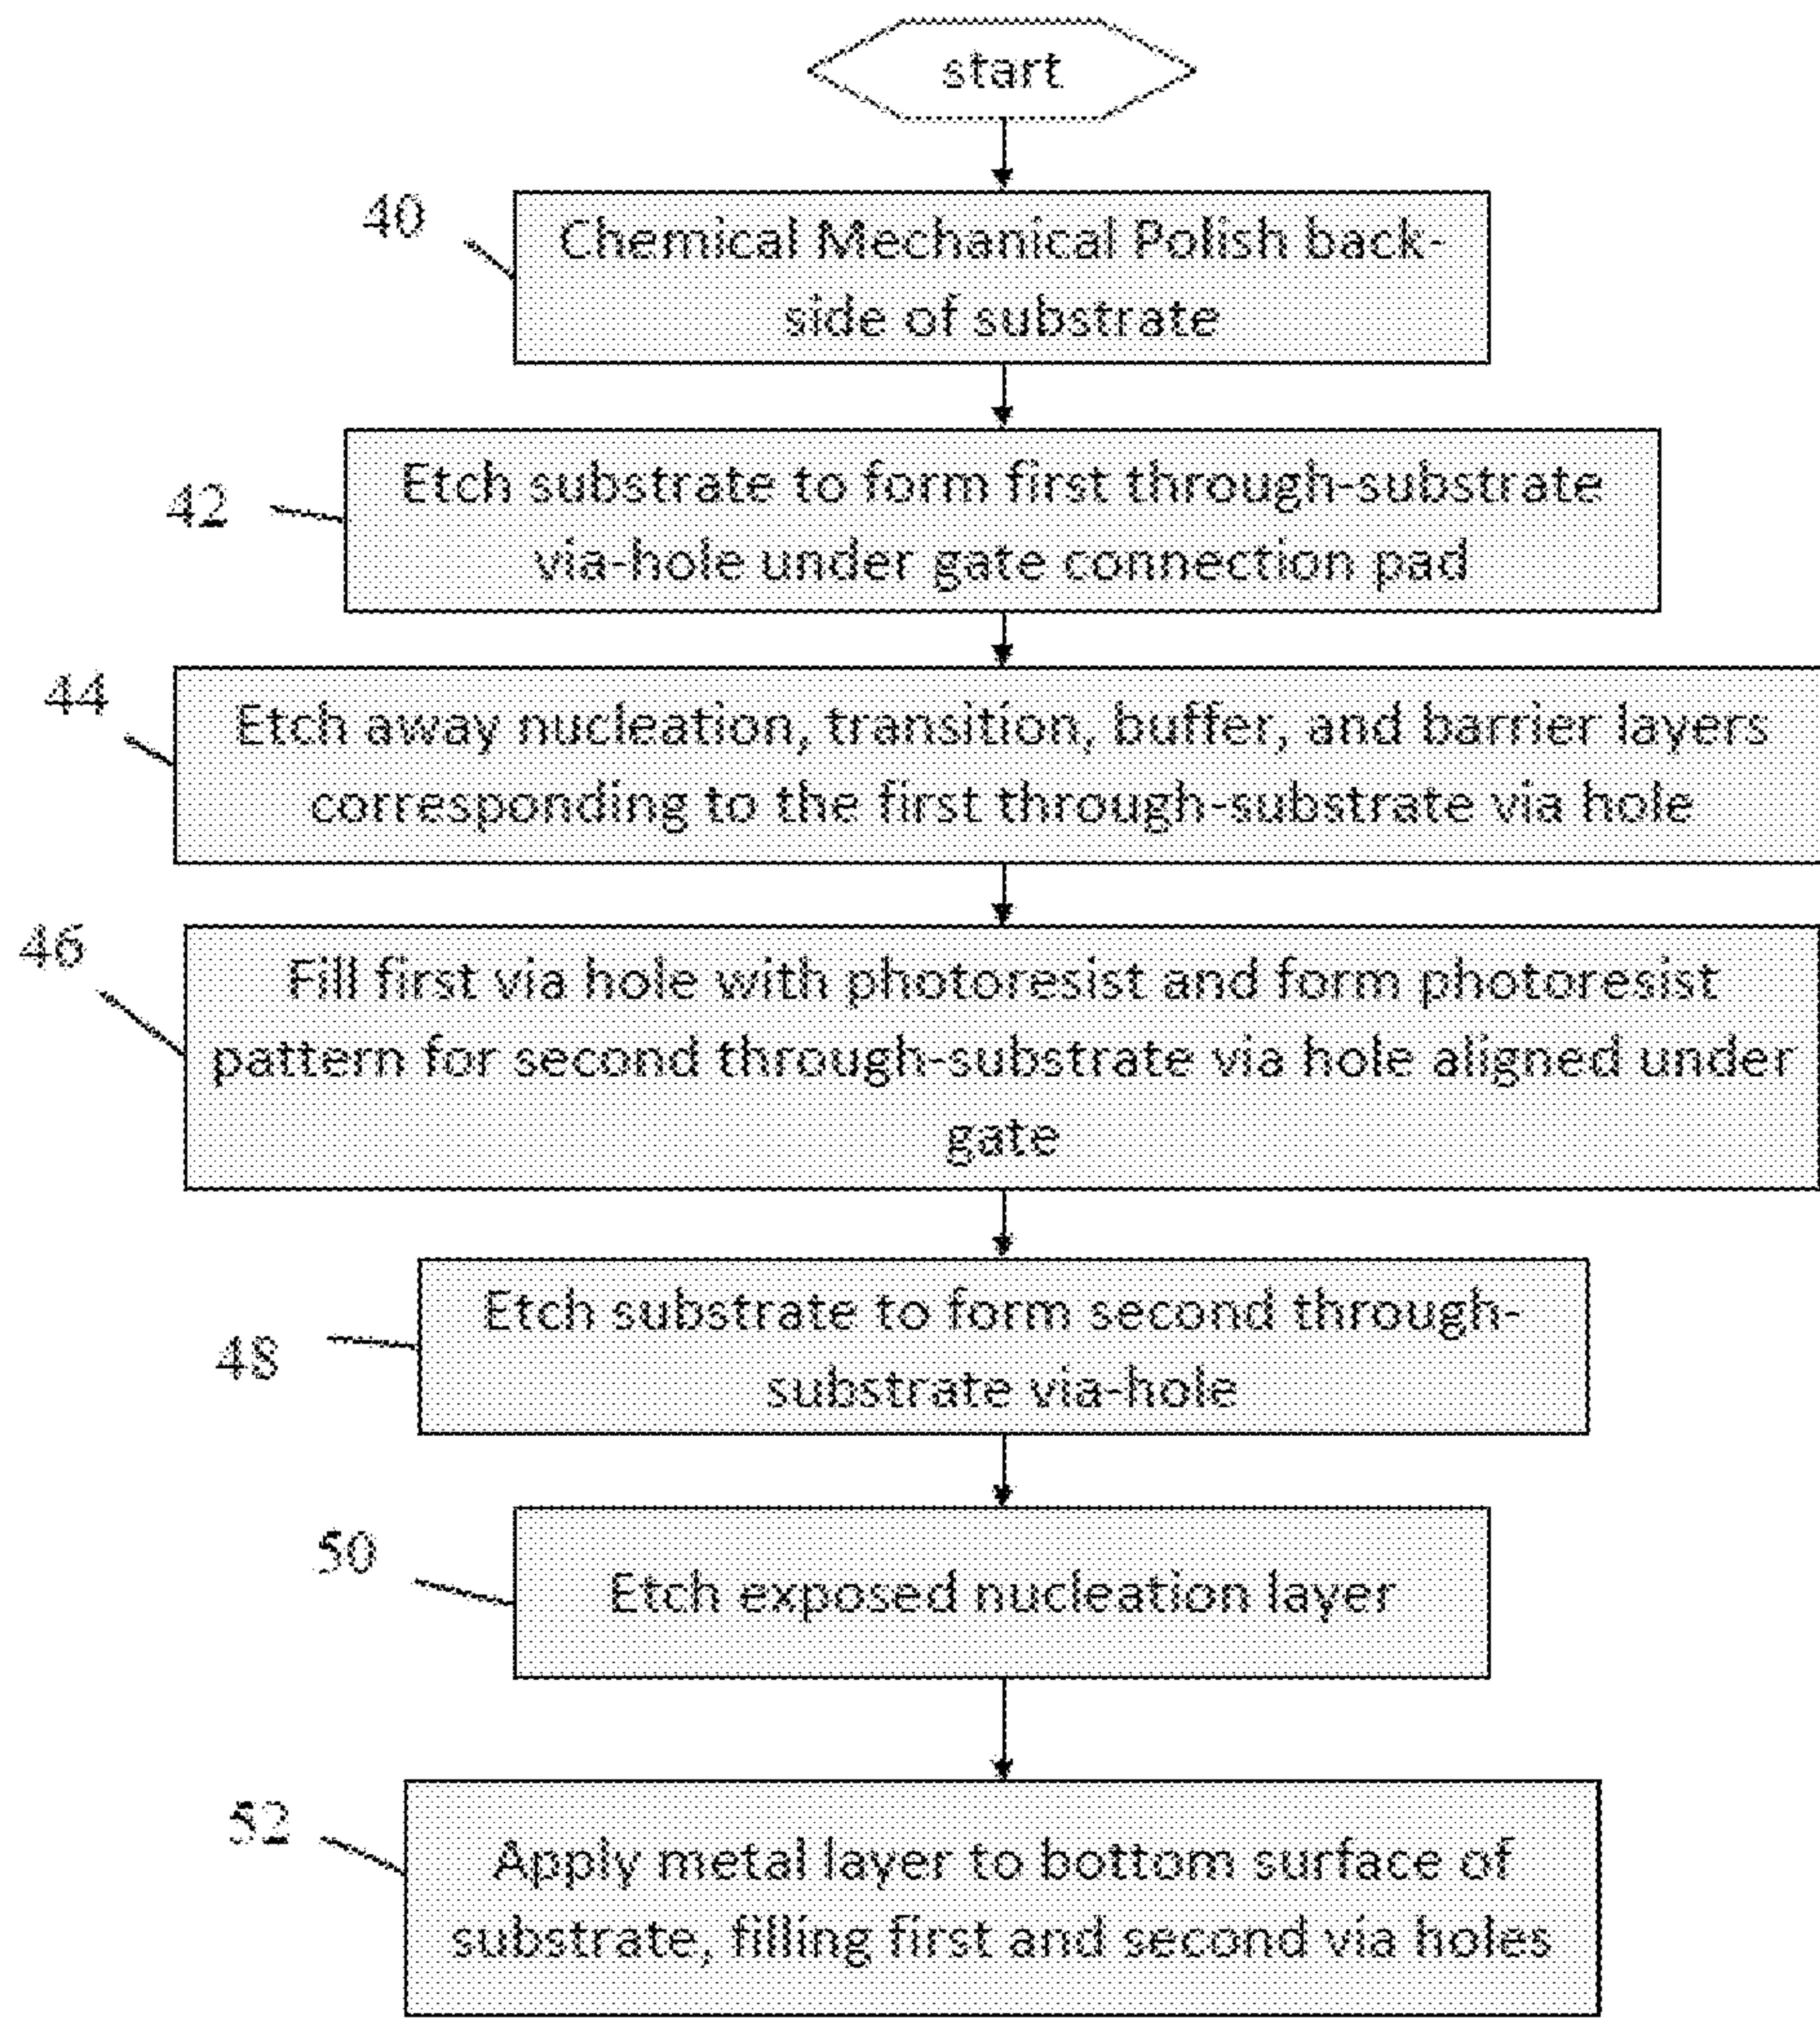 start
40
Chemical Mechanical Polish back-
side of substrate
42
Etch substrate to form first through-substrate
via-hole under gate connection pad
44
Etch away nucleation, transition, buffer, and barrier layers
corresponding to the first through-substrate via hole
46
Fill first via hole with photoresist and form photoresist
pattern for second through-substrate via hole aligned under
gate
48
Etch substrate to form second through-
substrate via-hole
50
Etch exposed nucleation layer
52
Apply metal layer to bottom surface of
substrate, filling first and second via holes